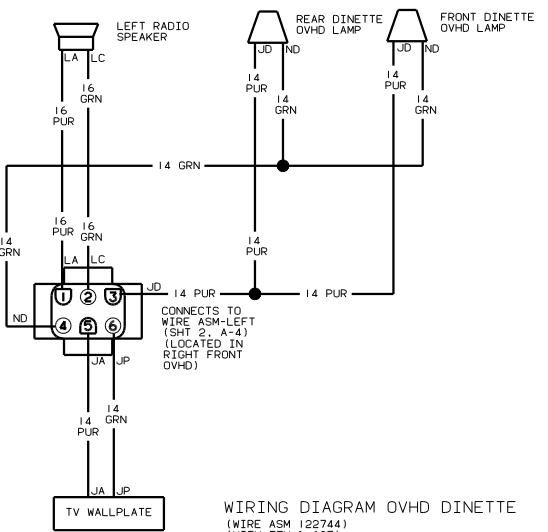 LEFT RADIO
SPEAKER
REAR DINETTE
OVHD LAMP
FRONT DINETTE
OVHD LAMP
LA LC
JD ND
JD ND
16
PUR
16
GRN
14
PUR
14
GRN
14
PUR
14
GRN
14 GRN
16
PUR
16
GRN
14
GRN
14
PUR
LA LC
JD
1 2 3
14 PUR
14 PUR
ND
4 5 6
CONNECTS TO
WIRE ASM-LEFT
(SHT 2, A-4)
(LOCATED IN
RIGHT FRONT
OVHD)
JA JP
14
PUR
14
GRN
JA JP
TV WALLPLATE
WIRING DIAGRAM OVHD DINETTE
(WIRE ASM 122744)